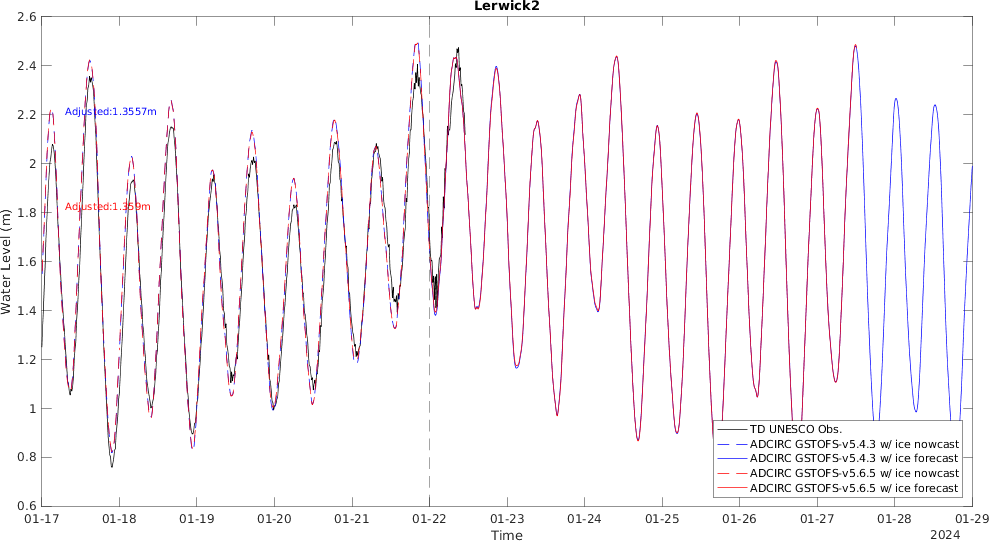 Lerwick2
2.6
2.4
2.2
2
1.8
1.6
1.4
1.2
1
0.8
0.6
Water Level (m)
Adjusted:1.3557m
Adjusted:1.359m
TD UNESCO Obs.
ADCIRC GSTOFS-v5.4.3 w/ ice nowcast
ADCIRC GSTOFS-v5.4.3 w/ ice forecast
ADCIRC GSTOFS-v5.6.5 w/ ice nowcast
ADCIRC GSTOFS-v5.6.5 w/ ice forecast
01-17 01-18 01-19 01-20 01-21 01-22 01-23 01-24 01-25 01-26 01-27 01-28 01-29
Time
2024